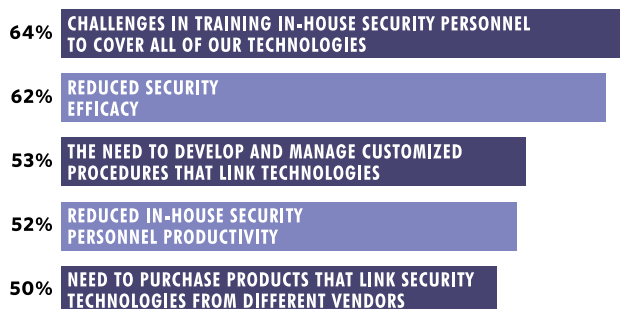 64% CHALLENGES IN TRAINING IN-HOUSE SECURITY PERSONNEL
TO COVER ALL OF OUR TECHNOLOGIES
62% REDUCED SECURITY
EFFICACY
53% THE NEED TO DEVELOP AND MANAGE CUSTOMIZED
PROCEDURES THAT LINK TECHNOLOGIES
52% REDUCED IN-HOUSE SECURITY
PERSONNEL PRODUCTIVITY
50% NEED TO PURCHASE PRODUCTS THAT LINK SECURITY
TECHNOLOGIES FROM DIFFERENT VENDORS